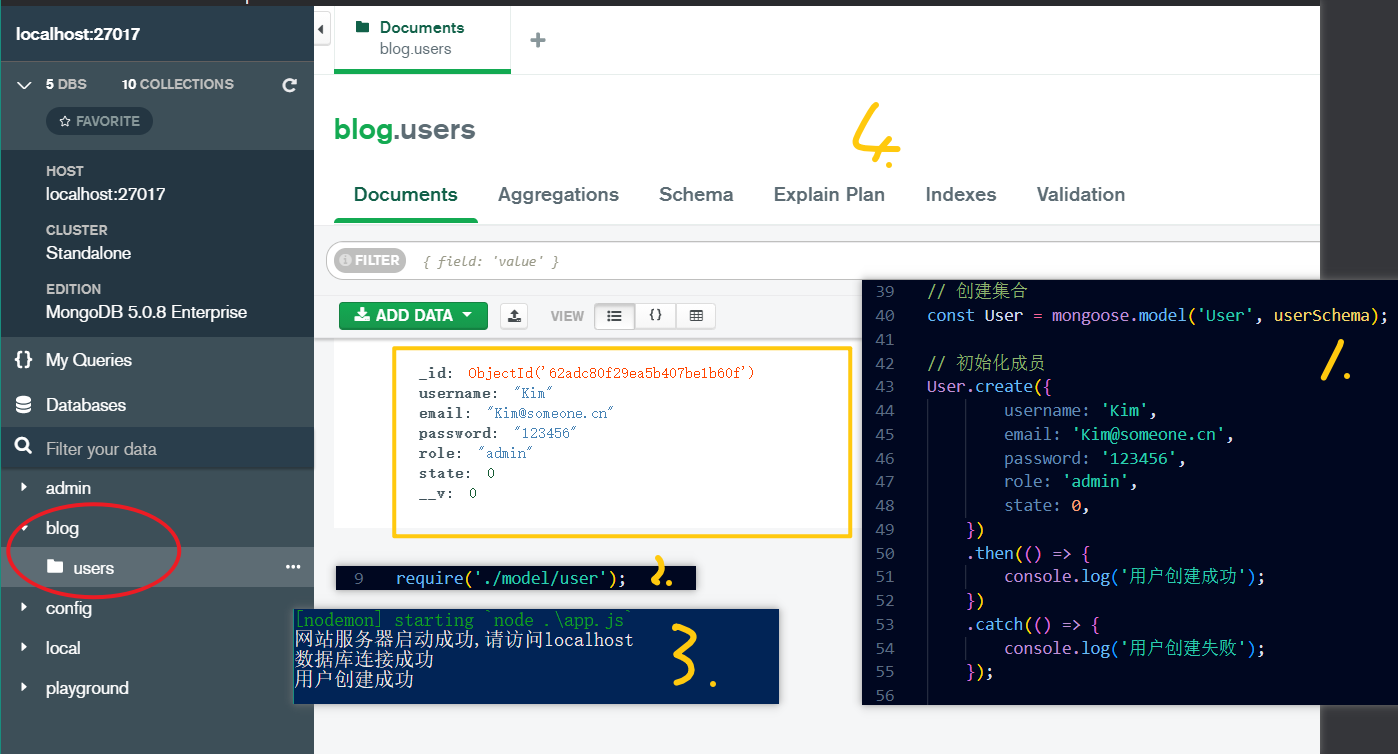 localhost:27017
5 DBS 10 COLLECTIONS
FAVORITE
HOST
localhost:27017
CLUSTER
Standalone
EDITION
MongoDB 5.0.8 Enterprise
My Queries
Databases
Filter your data
admin
blog
users
config
local
playground
Documents
blog.users
blog.users
4.
Documents Aggregations Schema Explain Plan Indexes Validation
FILTER { field: 'value' }
ADD DATA VIEW {}
_id: ObjectId('62adc80f29ea5b407be1b60f')
username: "Kim"
email: "Kim@someone.cn"
password: "123456"
role: "admin"
state: 0
__v: 0
9 require('./model/user');
2.
[nodemon] starting `node .\app.js`
网站服务器启动成功,请访问localhost
数据库连接成功
用户创建成功
3.
39 // 创建集合
40 const User = mongoose.model('User', userSchema);
41
42 // 初始化成员
43 User.create({
44 username: 'Kim',
45 email: 'Kim@someone.cn',
46 password: '123456',
47 role: 'admin',
48 state: 0,
49 })
50 .then(() => {
51 console.log('用户创建成功');
52 })
53 .catch(() => {
54 console.log('用户创建失败');
55 });
56
1.